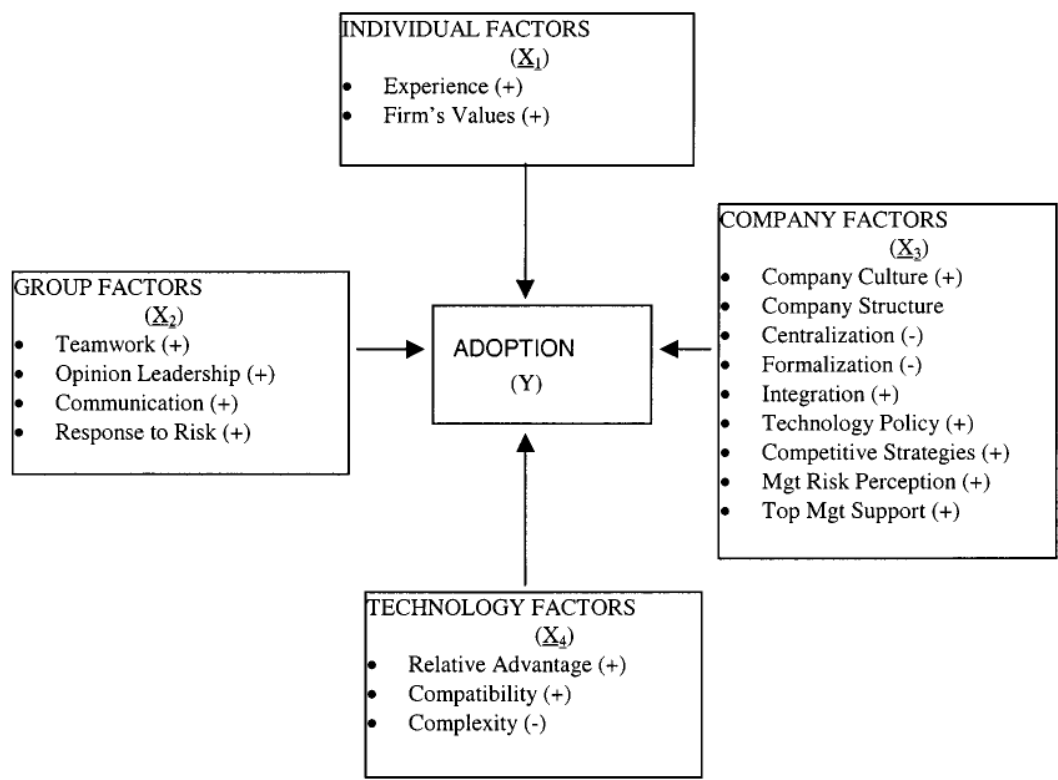 INDIVIDUAL FACTORS
(X1)
• Experience (+)
• Firm's Values (+)
GROUP FACTORS
(X2)
• Teamwork (+)
• Opinion Leadership (+)
• Communication (+)
• Response to Risk (+)
ADOPTION
(Y)
COMPANY FACTORS
(X3)
• Company Culture (+)
• Company Structure
• Centralization (-)
• Formalization (-)
• Integration (+)
• Technology Policy (+)
• Competitive Strategies (+)
• Mgt Risk Perception (+)
• Top Mgt Support (+)
TECHNOLOGY FACTORS
(X4)
• Relative Advantage (+)
• Compatibility (+)
• Complexity (-)